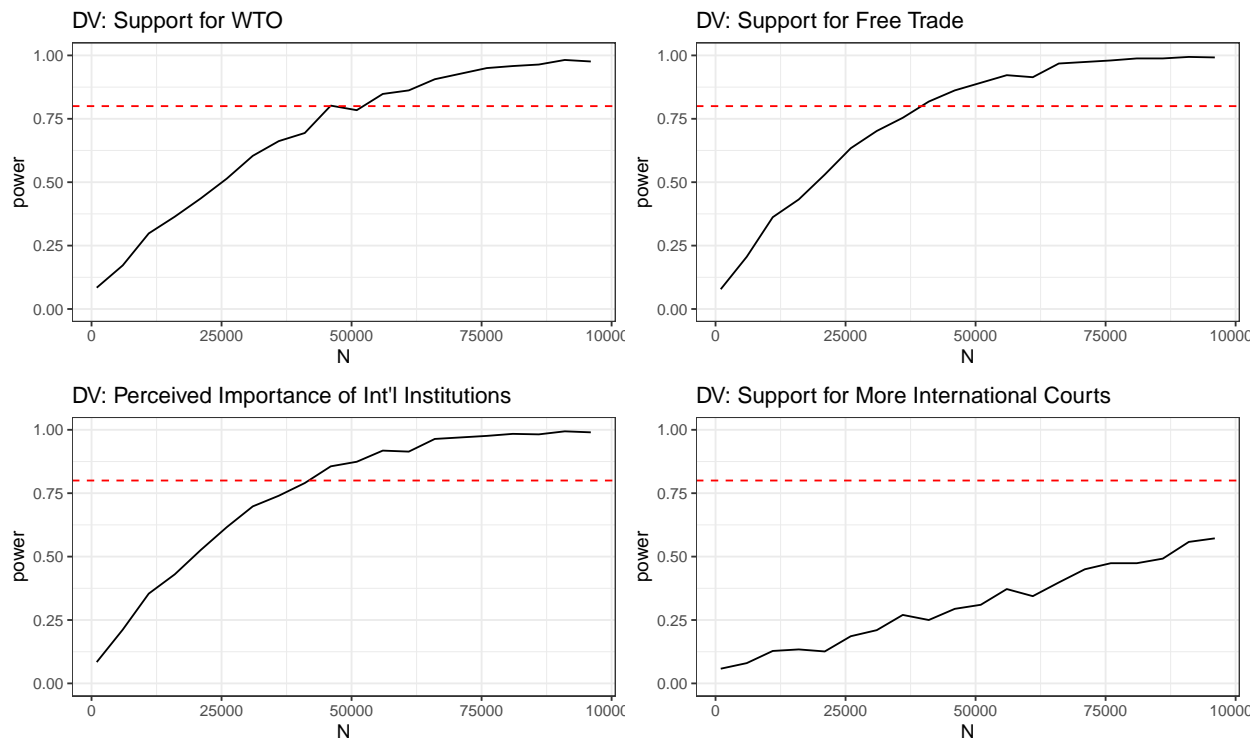 DV: Support for WTO
1.00
0.75
0.50
0.25
0.00
power
0 25000 50000 75000 10000
N
DV: Support for Free Trade
1.00
0.75
0.50
0.25
0.00
power
0 25000 50000 75000 10000
N
DV: Perceived Importance of Int'l Institutions
1.00
0.75
0.50
0.25
0.00
power
0 25000 50000 75000 10000
N
DV: Support for More International Courts
1.00
0.75
0.50
0.25
0.00
power
0 25000 50000 75000 10000
N